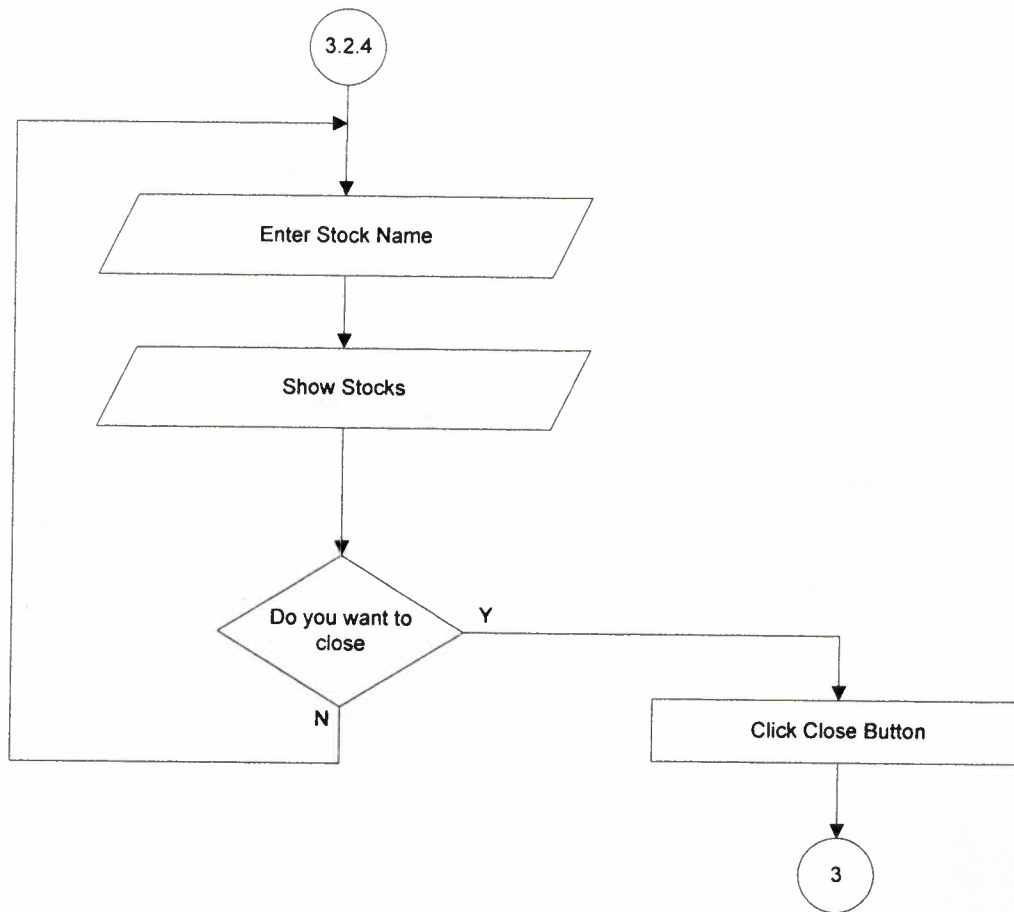 3.2.4
Enter Stock Name
Show Stocks
Do you want to
close
Y
N
Click Close Button
3